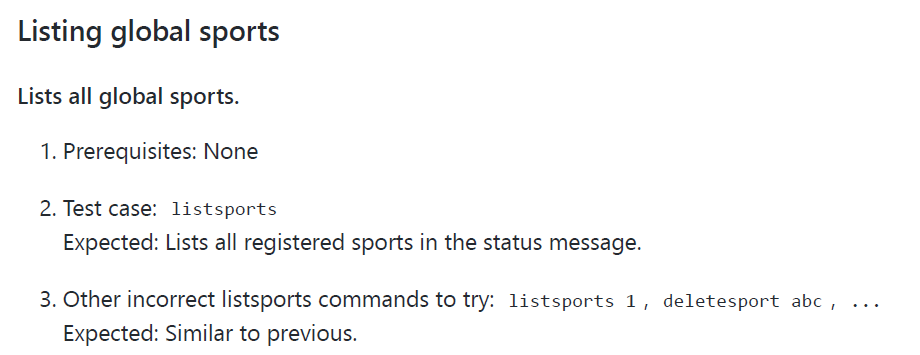 Listing global sports
Lists all global sports.
1. Prerequisites: None
2. Test case: listsports
Expected: Lists all registered sports in the status message.
3. Other incorrect listsports commands to try: listsports 1 , deletesport abc , ...
Expected: Similar to previous.